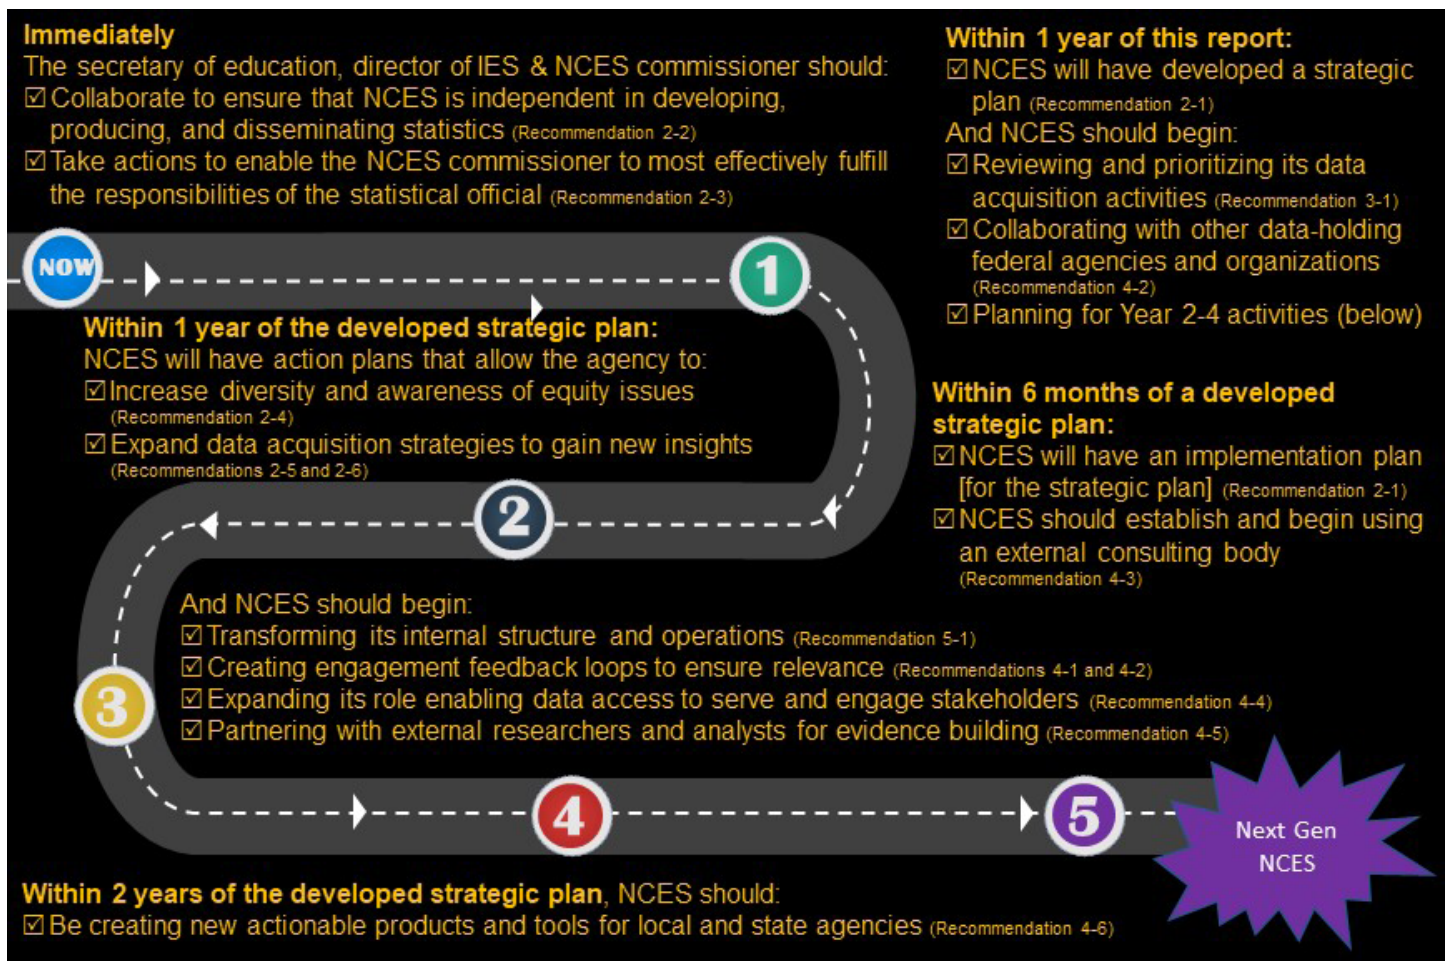 Immediately
The secretary of education, director of IES & NCES commissioner should:
☑ Collaborate to ensure that NCES is independent in developing,
producing, and disseminating statistics (Recommendation 2-2)
☑ Take actions to enable the NCES commissioner to most effectively fulfill
the responsibilities of the statistical official (Recommendation 2-3)
Within 1 year of this report:
☑ NCES will have developed a strategic
plan (Recommendation 2-1)
And NCES should begin:
☑ Reviewing and prioritizing its data
acquisition activities (Recommendation 3-1)
☑ Collaborating with other data-holding
federal agencies and organizations
(Recommendation 4-2)
☑ Planning for Year 2-4 activities (below)
NOW
1
Within 6 months of a developed
strategic plan:
☑ NCES will have an implementation plan
[for the strategic plan] (Recommendation 2-1)
☑ NCES should establish and begin using
an external consulting body
(Recommendation 4-3)
Within 1 year of the developed strategic plan:
NCES will have action plans that allow the agency to:
☑ Increase diversity and awareness of equity issues
(Recommendation 2-4)
☑ Expand data acquisition strategies to gain new insights
(Recommendations 2-5 and 2-6)
2
And NCES should begin:
☑ Transforming its internal structure and operations (Recommendation 5-1)
☑ Creating engagement feedback loops to ensure relevance (Recommendations 4-1 and 4-2)
☑ Expanding its role enabling data access to serve and engage stakeholders (Recommendation 4-4)
☑ Partnering with external researchers and analysts for evidence building (Recommendation 4-5)
3
4
5
Next Gen
NCES
Within 2 years of the developed strategic plan, NCES should:
☑ Be creating new actionable products and tools for local and state agencies (Recommendation 4-6)